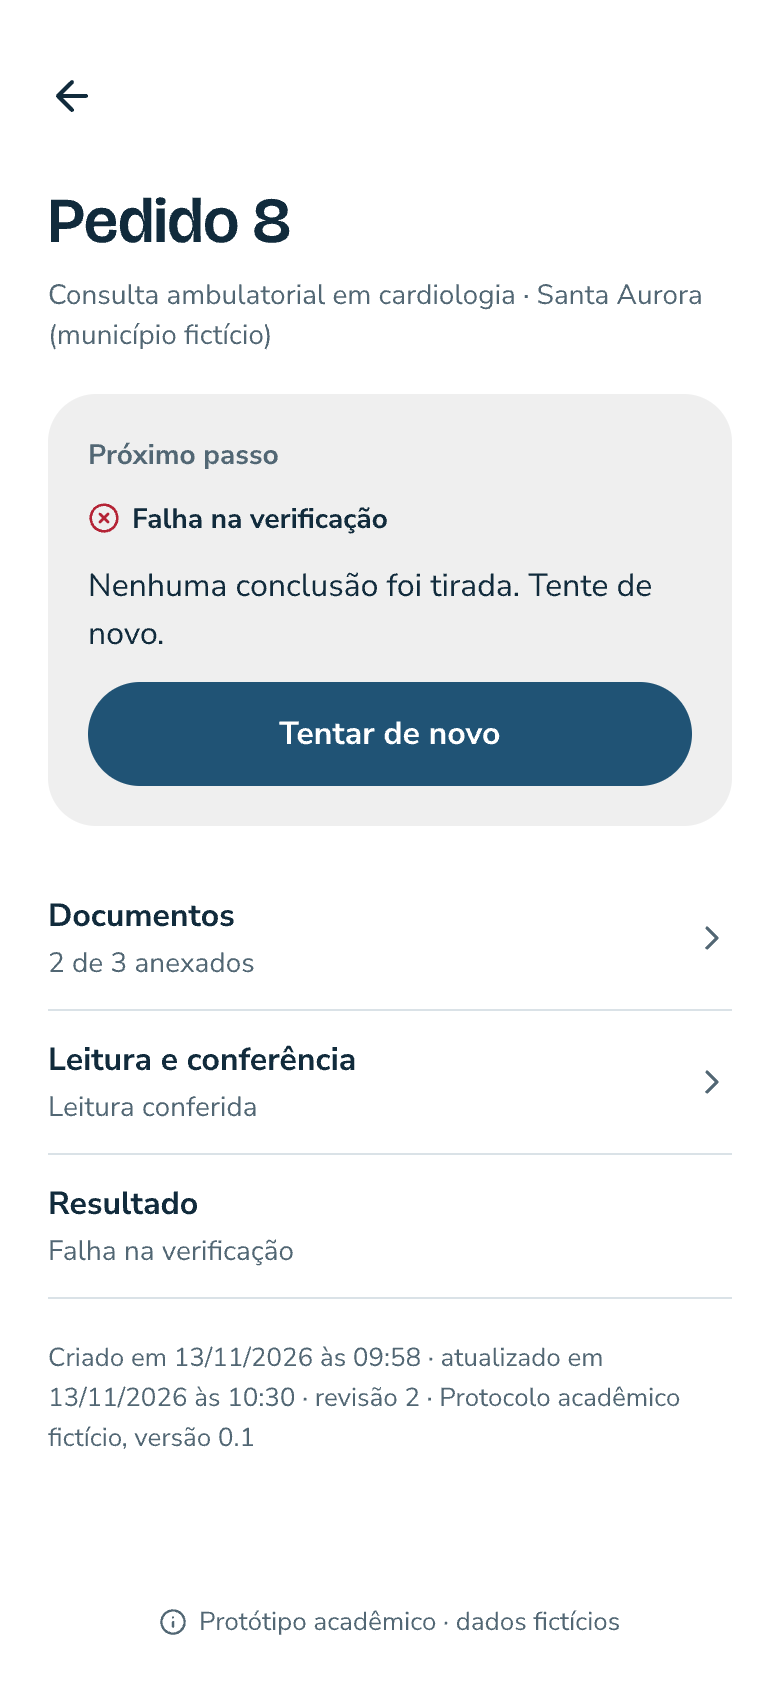 Pedido 8
Consulta ambulatorial em cardiologia · Santa Aurora
(município fictício)
Próximo passo
Falha na verificação
Nenhuma conclusão foi tirada. Tente de
novo.
Tentar de novo
Documentos
2 de 3 anexados
Leitura e conferência
Leitura conferida
Resultado
Falha na verificação
Criado em 13/11/2026 às 09:58 · atualizado em
13/11/2026 às 10:30 · revisão 2 · Protocolo acadêmico
fictício, versão 0.1
Protótipo acadêmico · dados fictícios